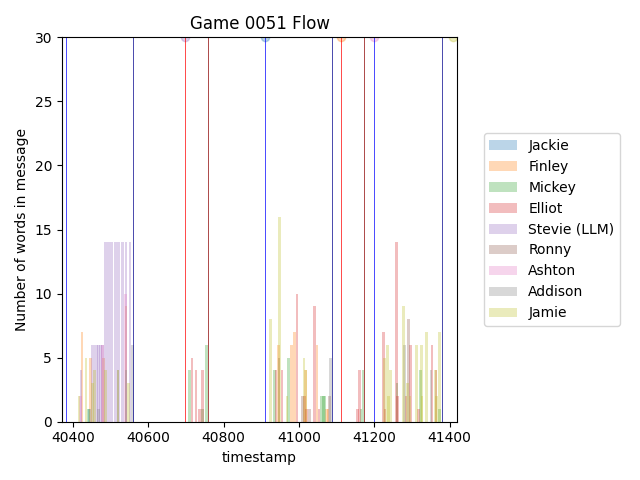 Game 0051 Flow
Number of words in message
30
25
20
15
10
5
0
40400 40600 40800 41000 41200 41400
timestamp
Jackie
Finley
Mickey
Elliot
Stevie (LLM)
Ronny
Ashton
Addison
Jamie